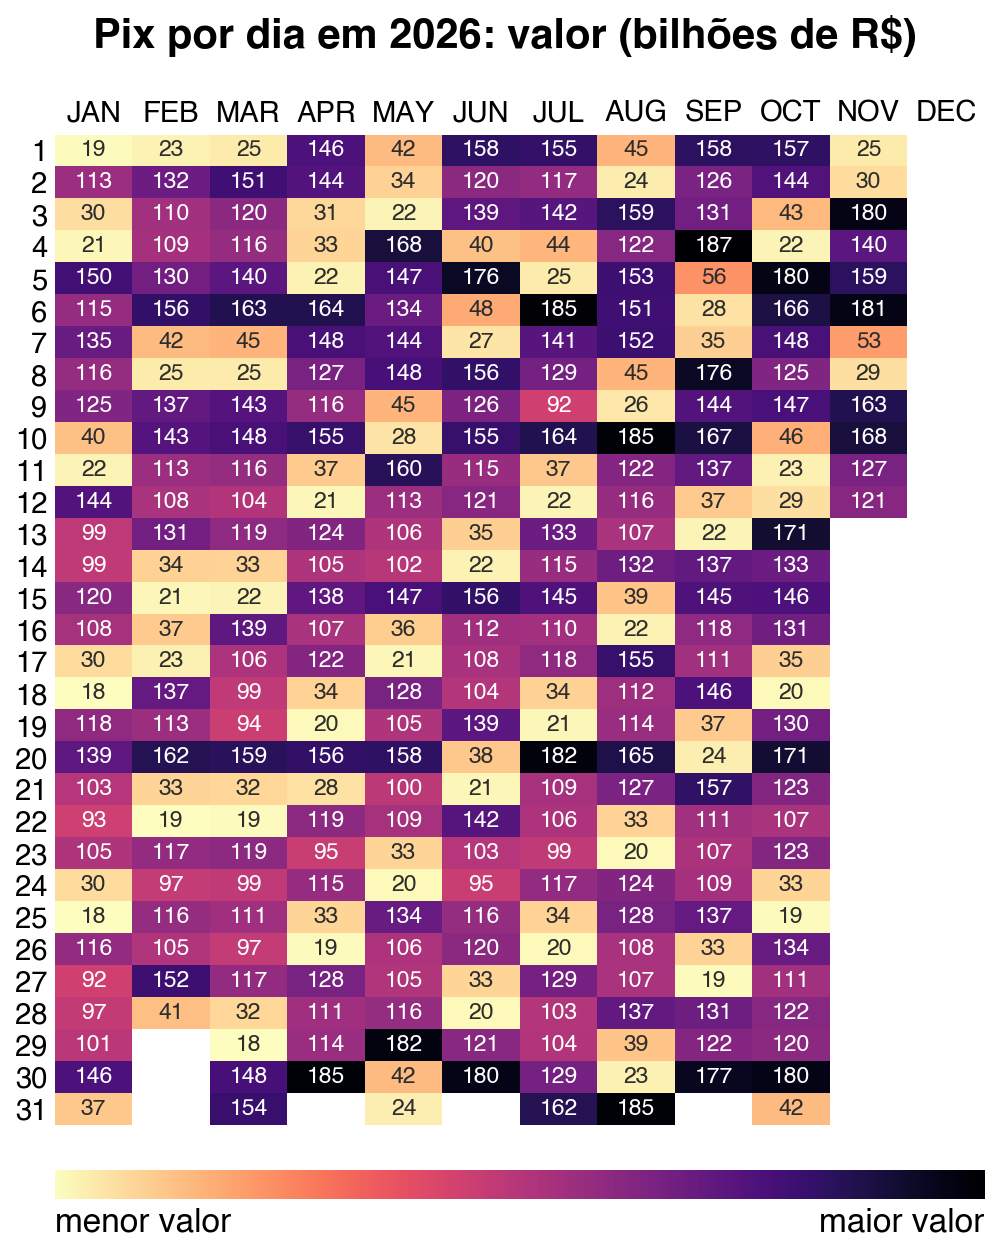 Pix por dia em 2026: valor (bilhões de R$)
JAN FEB MAR APR MAY JUN JUL AUG SEP OCT NOV DEC
1 19 23 25 146 42 158 155 45 158 157 25
2 113 132 151 144 34 120 117 24 126 144 30
3 30 110 120 31 22 139 142 159 131 43 180
4 21 109 116 33 168 40 44 122 187 22 140
5 150 130 140 22 147 176 25 153 56 180 159
6 115 156 163 164 134 48 185 151 28 166 181
7 135 42 45 148 144 27 141 152 35 148 53
8 116 25 25 127 148 156 129 45 176 125 29
9 125 137 143 116 45 126 92 26 144 147 163
10 40 143 148 155 28 155 164 185 167 46 168
11 22 113 116 37 160 115 37 122 137 23 127
12 144 108 104 21 113 121 22 116 37 29 121
13 99 131 119 124 106 35 133 107 22 171
14 99 34 33 105 102 22 115 132 137 133
15 120 21 22 138 147 156 145 39 145 146
16 108 37 139 107 36 112 110 22 118 131
17 30 23 106 122 21 108 118 155 111 35
18 18 137 99 34 128 104 34 112 146 20
19 118 113 94 20 105 139 21 114 37 130
20 139 162 159 156 158 38 182 165 24 171
21 103 33 32 28 100 21 109 127 157 123
22 93 19 19 119 109 142 106 33 111 107
23 105 117 119 95 33 103 99 20 107 123
24 30 97 99 115 20 95 117 124 109 33
25 18 116 111 33 134 116 34 128 137 19
26 116 105 97 19 106 120 20 108 33 134
27 92 152 117 128 105 33 129 107 19 111
28 97 41 32 111 116 20 103 137 131 122
29 101 18 114 182 121 104 39 122 120
30 146 148 185 42 180 129 23 177 180
31 37 154 24 162 185 42
menor valor maior valor